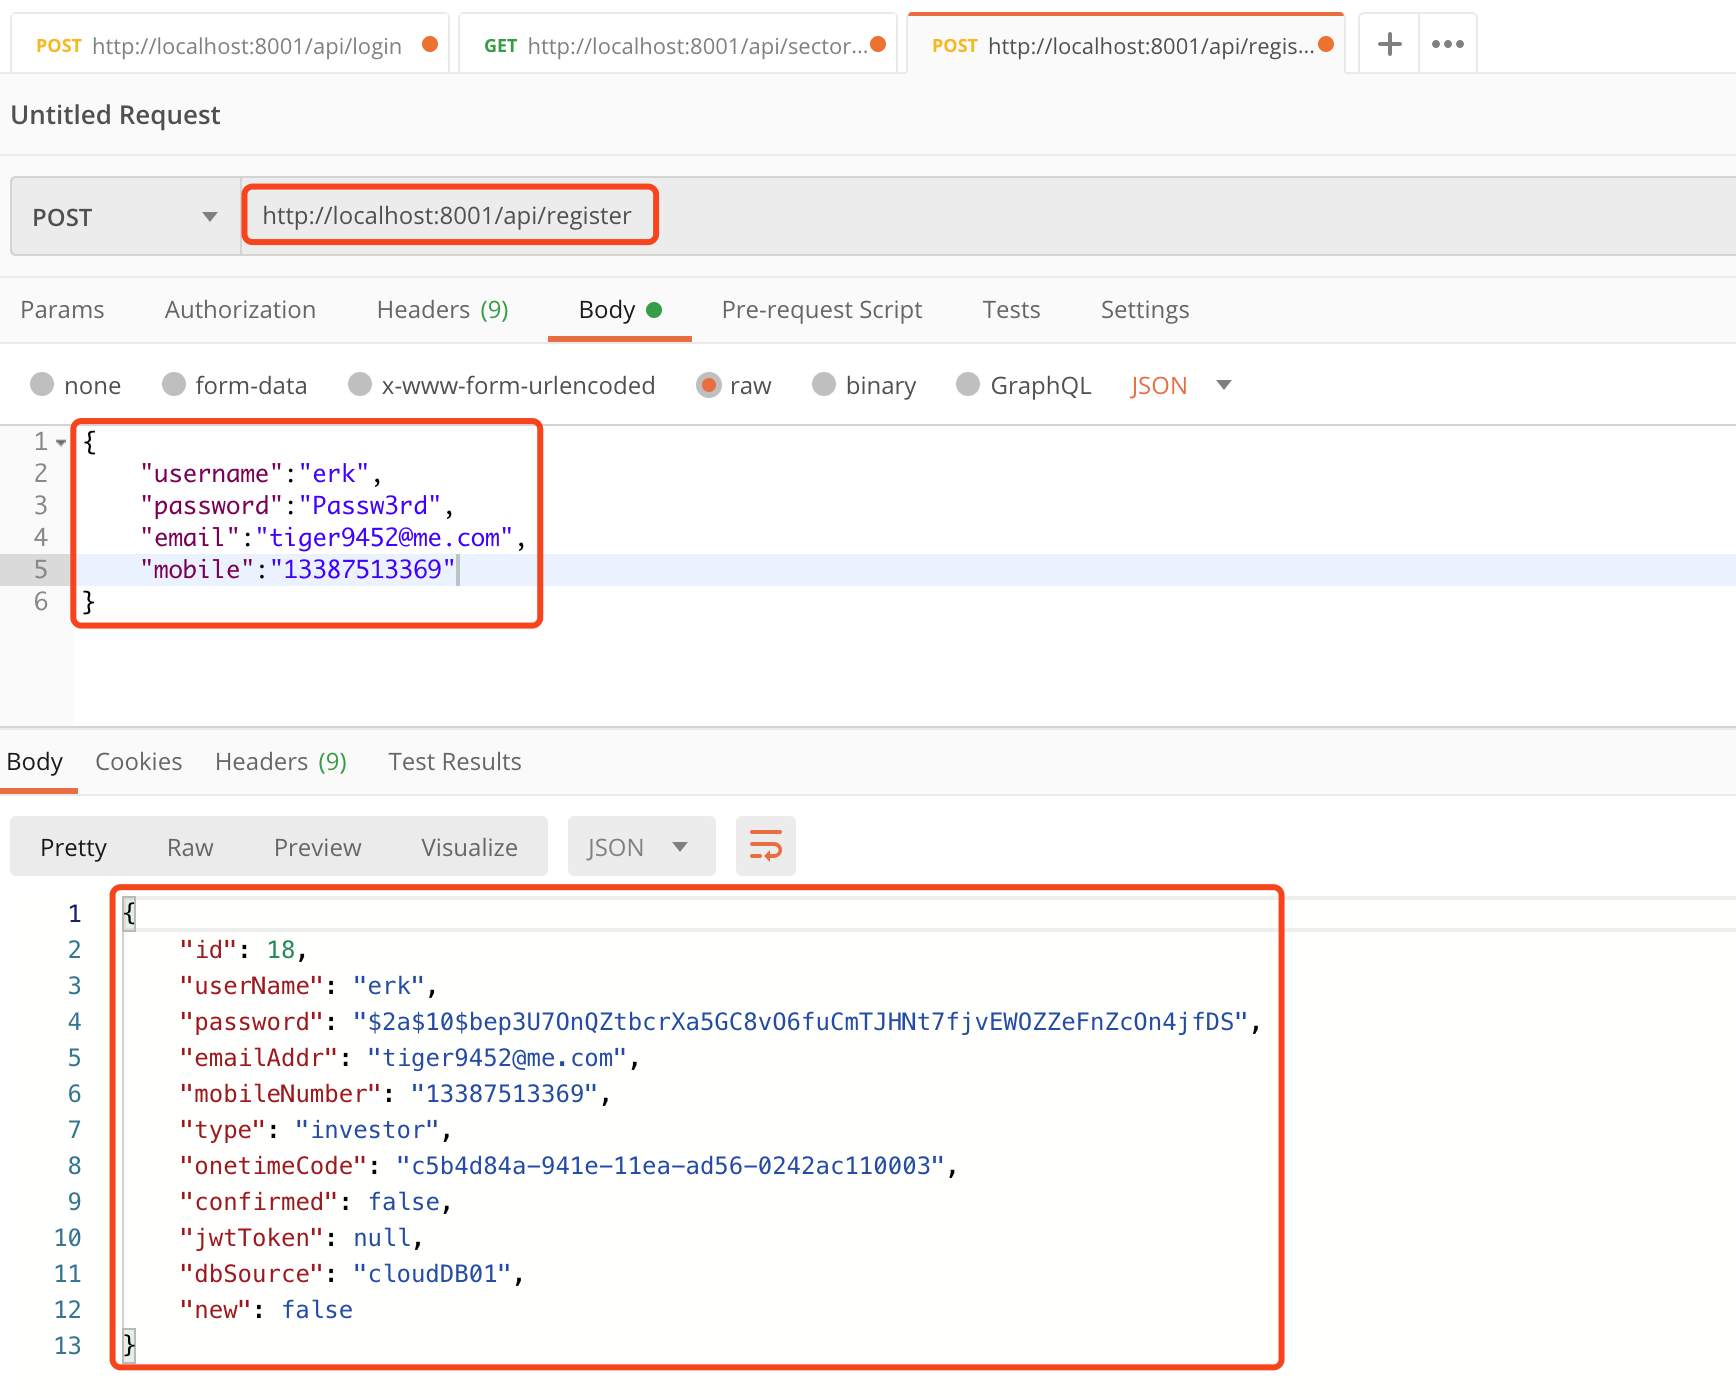 POST http://localhost:8001/api/login GET http://localhost:8001/api/sector... POST http://localhost:8001/api/regis... + •••
Untitled Request
POST http://localhost:8001/api/register
Params Authorization Headers (9) Body Pre-request Script Tests Settings
none form-data x-www-form-urlencoded raw binary GraphQL JSON
1 {
2 "username":"erk",
3 "password":"Passw3rd",
4 "email":"tiger9452@me.com",
5 "mobile":"13387513369"
6 }
Body Cookies Headers (9) Test Results
Pretty Raw Preview Visualize JSON
1 {
2 "id": 18,
3 "userName": "erk",
4 "password": "$2a$10$bep3U7OnQZtbcrXa5GC8vO6fuCmTJHNt7fjvEWOZZeFnZcOn4jfDS",
5 "emailAddr": "tiger9452@me.com",
6 "mobileNumber": "13387513369",
7 "type": "investor",
8 "onetimeCode": "c5b4d84a-941e-11ea-ad56-0242ac110003",
9 "confirmed": false,
10 "jwtToken": null,
11 "dbSource": "cloudDB01",
12 "new": false
13 }